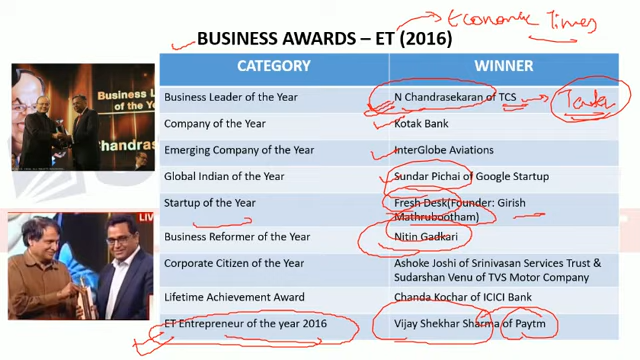 Economic Times
BUSINESS AWARDS – ET (2016)
CATEGORY WINNER
Business Leader of the Year N Chandrasekaran of TCS Tata
Company of the Year Kotak Bank
Emerging Company of the Year InterGlobe Aviations
Global Indian of the Year Sundar Pichai of Google Startup
Startup of the Year Fresh Desk(Founder: Girish
Mathrubootham)
Business Reformer of the Year Nitin Gadkari
Corporate Citizen of the Year Ashoke Joshi of Srinivasan Services Trust &
Sudarshan Venu of TVS Motor Company
Lifetime Achievement Award Chanda Kochar of ICICI Bank
ET Entrepreneur of the year 2016 Vijay Shekhar Sharma of Paytm
Business Lead
of the Y
Chandras
LIVE